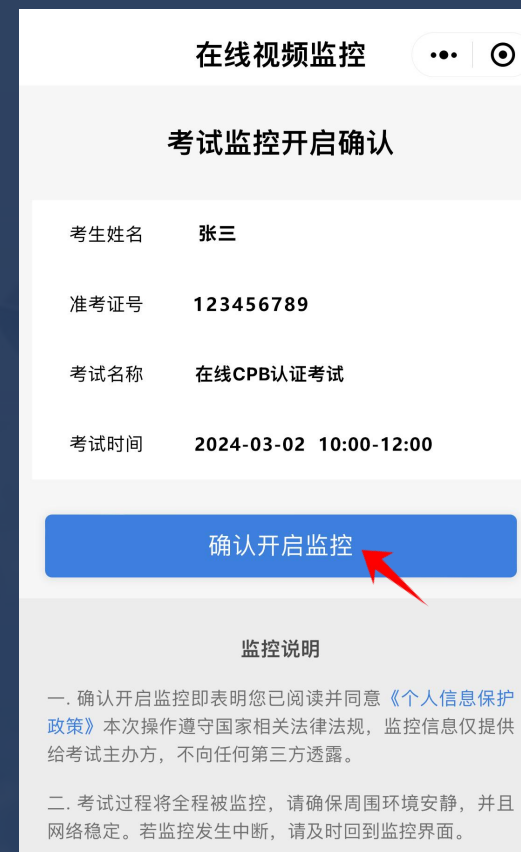 在线视频监控
考试监控开启确认
考生姓名 张三
准考证号 123456789
考试名称 在线CPB认证考试
考试时间 2024-03-02 10:00-12:00
确认开启监控
监控说明
一. 确认开启监控即表明您已阅读并同意《个人信息保护
政策》本次操作遵守国家相关法律法规，监控信息仅提供
给考试主办方，不向任何第三方透露。
二. 考试过程将全程被监控，请确保周围环境安静，并且
网络稳定。若监控发生中断，请及时回到监控界面。